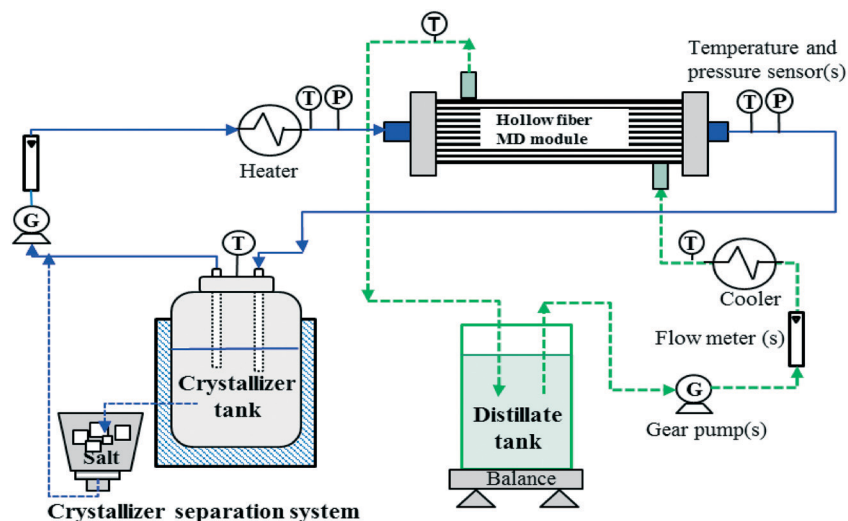 T
Temperature and
pressure sensor(s)
T P
Hollow fiber
MD module
T P
Heater
G
T
T
Cooler
Flow meter (s)
Crystallizer
tank
Distillate
tank
G
Gear pump(s)
Salt
Balance
Crystallizer separation system